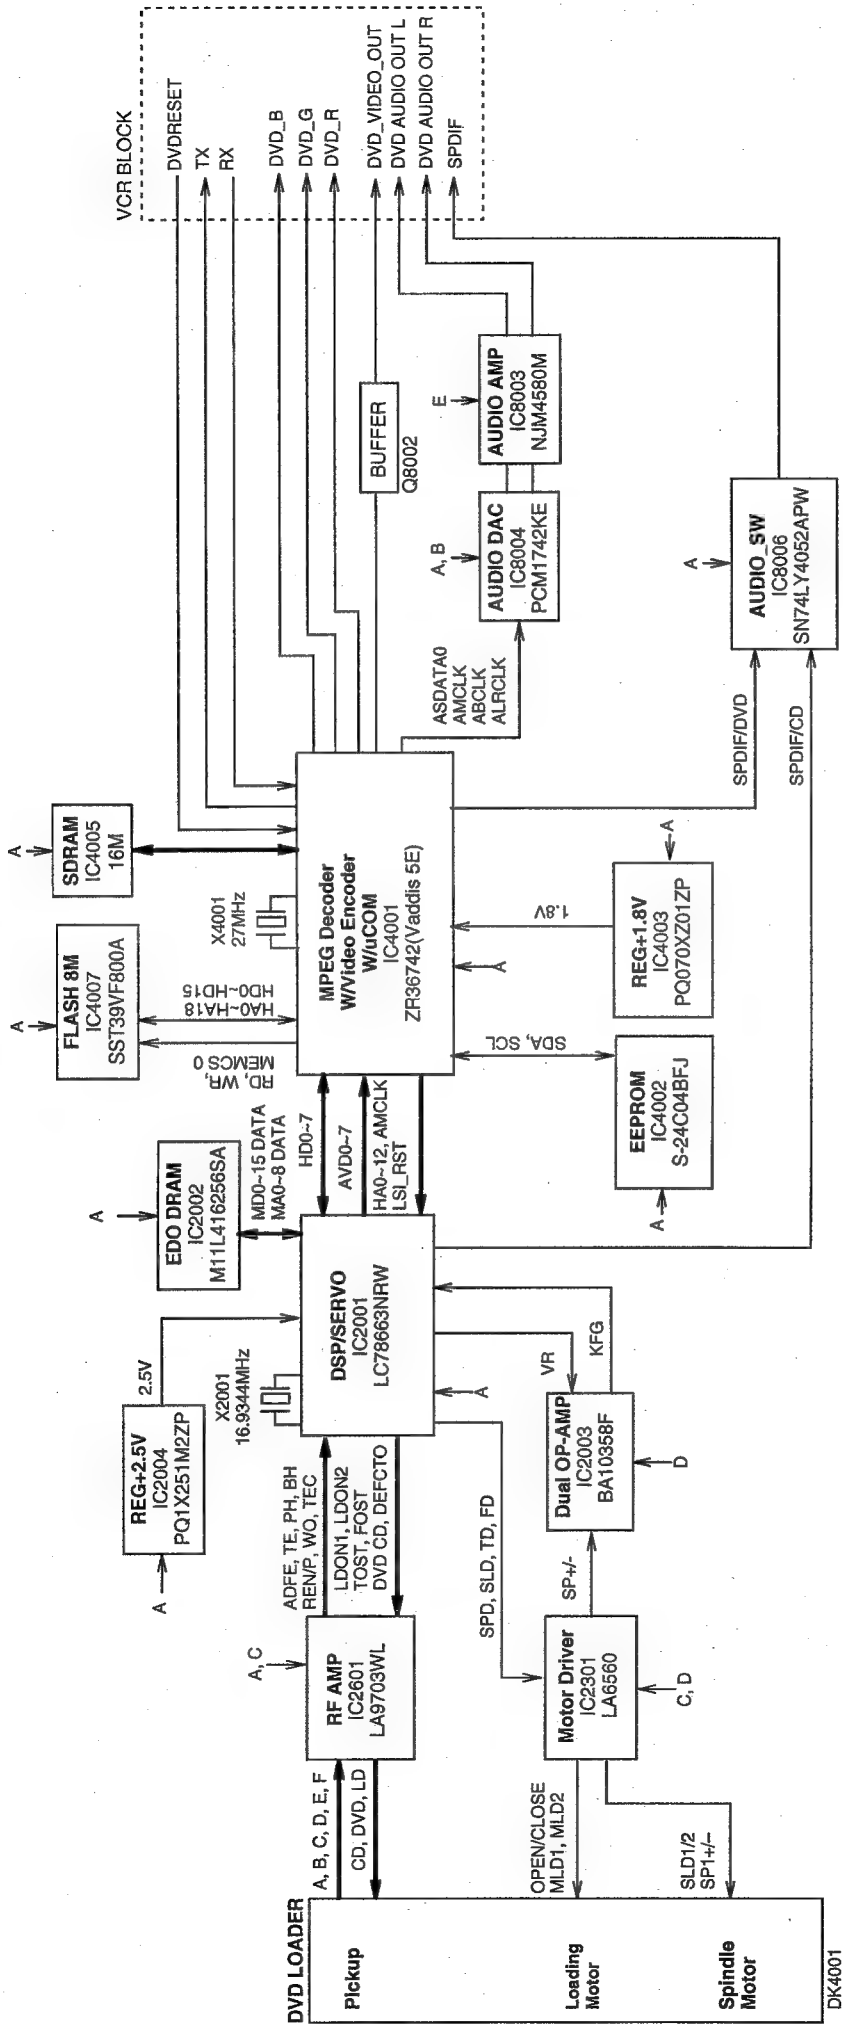 DVD LOADER
Pickup
Loading
Motor
Spindle
Motor
DK4001
A, B, C, D, E, F
CD, DVD, LD
OPEN/CLOSE
MLD1, MLD2
SLD1/2
SP1+/-
A, C
RF AMP
IC2601
LA9703WL
Motor Driver
IC2301
LA6560
C, D
ADFE, TE, PH, BH
REN/P, WO, TEC
LDON1, LDON2
TOST, FOST
DVD CD, DEFCTO
SPD, SLD, TD, FD
SP+/-
A
REG+2.5V
IC2004
PQ1X251M2ZP
2.5V
X2001
16.9344MHz
DSP/SERVO
IC2001
LC78663NRW
A
Dual OP-AMP
IC2003
BA10358F
D
VR
KFG
A
EDO DRAM
IC2002
M11L416256SA
MD0~15 DATA
MA0~8 DATA
HD0~7
AVD0~7
HA0~12, AMCLK
LSI_RST
A
FLASH 8M
IC4007
SST39VF800A
RD, WR,
MEMCS 0
HA0~HA18
HD0~HD15
A
SDRAM
IC4005
16M
X4001
27MHz
MPEG Decoder
W/Video Encoder
W/uCOM
IC4001
ZR36742(Vaddis 5E)
A
SDA, SCL
A
EEPROM
IC4002
S-24C04BFJ
1.8V
REG+1.8V
IC4003
PQ070XZ01ZP
A
ASDATA0
AMCLK
ABCLK
ALRCLK
SPDIF/DVD
SPDIF/CD
A, B
AUDIO DAC
IC8004
PCM1742KE
E
AUDIO AMP
IC8003
NJM4580M
BUFFER
Q8002
A
AUDIO_SW
IC8006
SN74LY4052APW
VCR BLOCK
DVDRESET
TX
RX
DVD_B
DVD_G
DVD_R
DVD_VIDEO_OUT
DVD AUDIO OUT L
DVD AUDIO OUT R
SPDIF